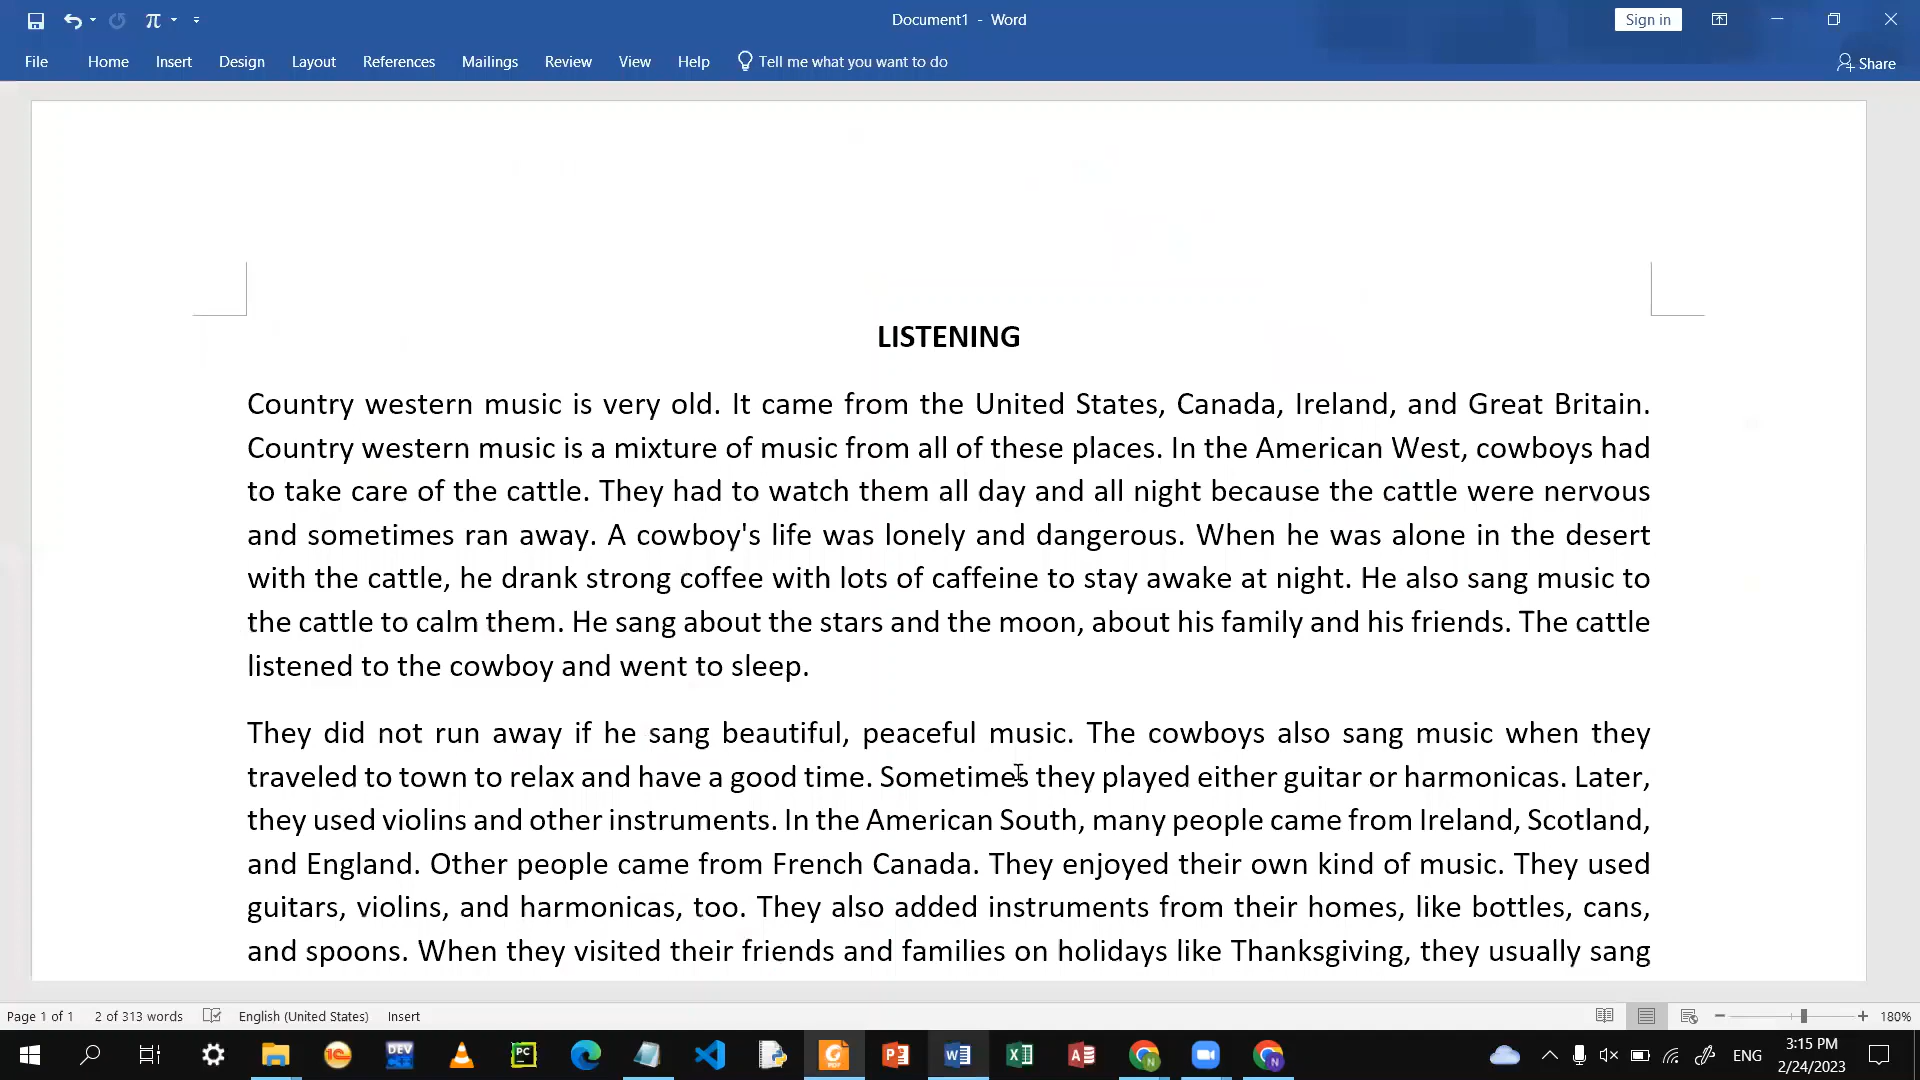 Document1 - Word
Sign in
File Home Insert Design Layout References Mailings Review View Help Tell me what you want to do Share
LISTENING
Country western music is very old. It came from the United States, Canada, Ireland, and Great Britain.
Country western music is a mixture of music from all of these places. In the American West, cowboys had
to take care of the cattle. They had to watch them all day and all night because the cattle were nervous
and sometimes ran away. A cowboy's life was lonely and dangerous. When he was alone in the desert
with the cattle, he drank strong coffee with lots of caffeine to stay awake at night. He also sang music to
the cattle to calm them. He sang about the stars and the moon, about his family and his friends. The cattle
listened to the cowboy and went to sleep.
They did not run away if he sang beautiful, peaceful music. The cowboys also sang music when they
traveled to town to relax and have a good time. Sometimes they played either guitar or harmonicas. Later,
they used violins and other instruments. In the American South, many people came from Ireland, Scotland,
and England. Other people came from French Canada. They enjoyed their own kind of music. They used
guitars, violins, and harmonicas, too. They also added instruments from their homes, like bottles, cans,
and spoons. When they visited their friends and families on holidays like Thanksgiving, they usually sang
Page 1 of 1 2 of 313 words English (United States) Insert 180%
ENG
3:15 PM
2/24/2023